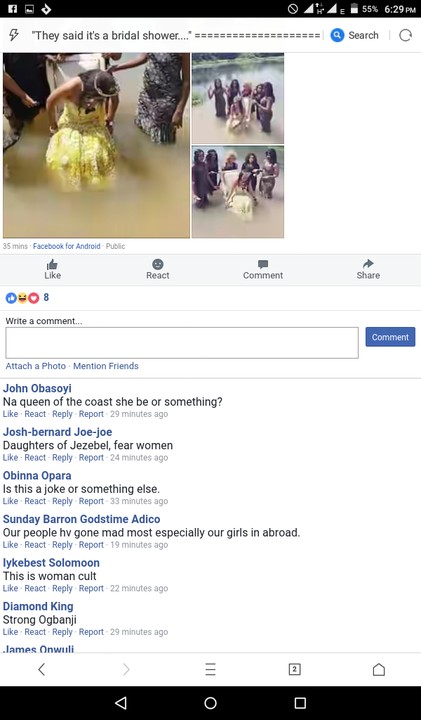 55% 6:29 PM
"They said it's a bridal shower...." ==================== Search
35 mins · Facebook for Android · Public
Like React Comment Share
8
Write a comment...
Comment
Attach a Photo · Mention Friends
John Obasoyi
Na queen of the coast she be or something?
Like · React · Reply · Report · 29 minutes ago
Josh-bernard Joe-joe
Daughters of Jezebel, fear women
Like · React · Reply · Report · 24 minutes ago
Obinna Opara
Is this a joke or something else.
Like · React · Reply · Report · 33 minutes ago
Sunday Barron Godstime Adico
Our people hv gone mad most especially our girls in abroad.
Like · React · Reply · Report · 19 minutes ago
Iykebest Solomoon
This is woman cult
Like · React · Reply · Report · 22 minutes ago
Diamond King
Strong Ogbanji
Like · React · Reply · Report · 29 minutes ago
James Onwuli
2